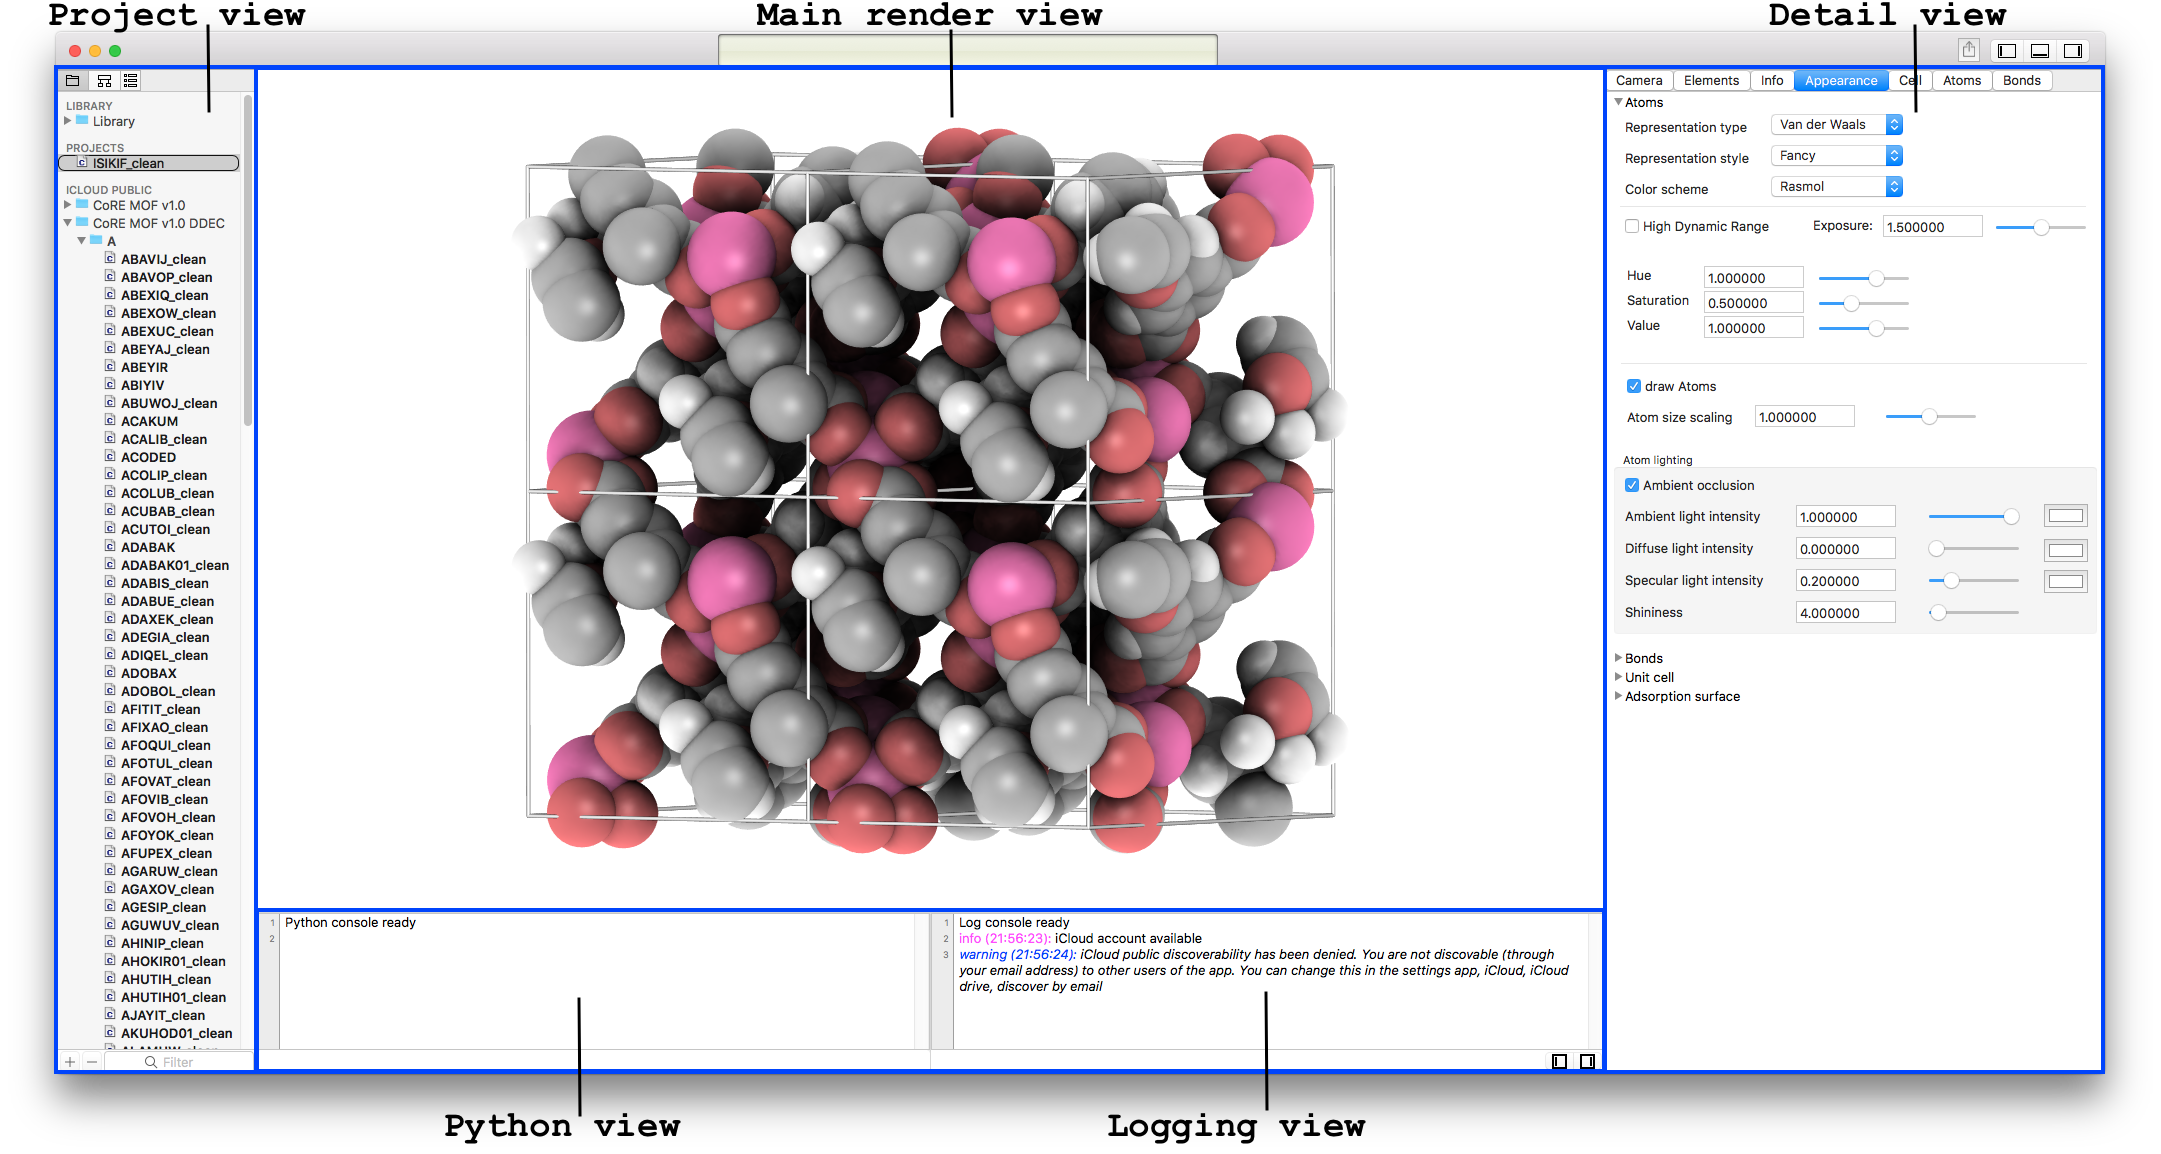 Project view
Main render view
Detail view
LIBRARY
Library
PROJECTS
ISIKIF_clean
ICLOUD PUBLIC
CoRE MOF v1.0
CoRE MOF v1.0 DDEC
A
ABAVIJ_clean
ABAVOP_clean
ABEXIQ_clean
ABEXOW_clean
ABEXUC_clean
ABEYAJ_clean
ABEYIR
ABIYIV
ABUWOJ_clean
ACAKUM
ACALIB_clean
ACODED
ACOLIP_clean
ACOLUB_clean
ACUBAB_clean
ACUTOI_clean
ADABAK
ADABAK01_clean
ADABIS_clean
ADABUE_clean
ADAXEK_clean
ADEGIA_clean
ADIQEL_clean
ADOBAX
ADOBOL_clean
AFITIT_clean
AFIXAO_clean
AFOQUI_clean
AFOTUL_clean
AFOVAT_clean
AFOVIB_clean
AFOVOH_clean
AFOYOK_clean
AFUPEX_clean
AGARUW_clean
AGAXOV_clean
AGESIP_clean
AGUWUV_clean
AHINIP_clean
AHOKIR01_clean
AHUTIH_clean
AHUTIH01_clean
AJAYIT_clean
AKUHOD01_clean
Filter
1 Python console ready
2
1 Log console ready
2 info (21:56:23): iCloud account available
3 warning (21:56:24): iCloud public discoverability has been denied. You are not discovable (through
your email address) to other users of the app. You can change this in the settings app, iCloud, iCloud
drive, discover by email
Camera Elements Info Appearance Cell Atoms Bonds
Atoms
Representation type Van der Waals
Representation style Fancy
Color scheme Rasmol
High Dynamic Range Exposure: 1.500000
Hue 1.000000
Saturation 0.500000
Value 1.000000
draw Atoms
Atom size scaling 1.000000
Atom lighting
Ambient occlusion
Ambient light intensity 1.000000
Diffuse light intensity 0.000000
Specular light intensity 0.200000
Shininess 4.000000
Bonds
Unit cell
Adsorption surface
Python view
Logging view